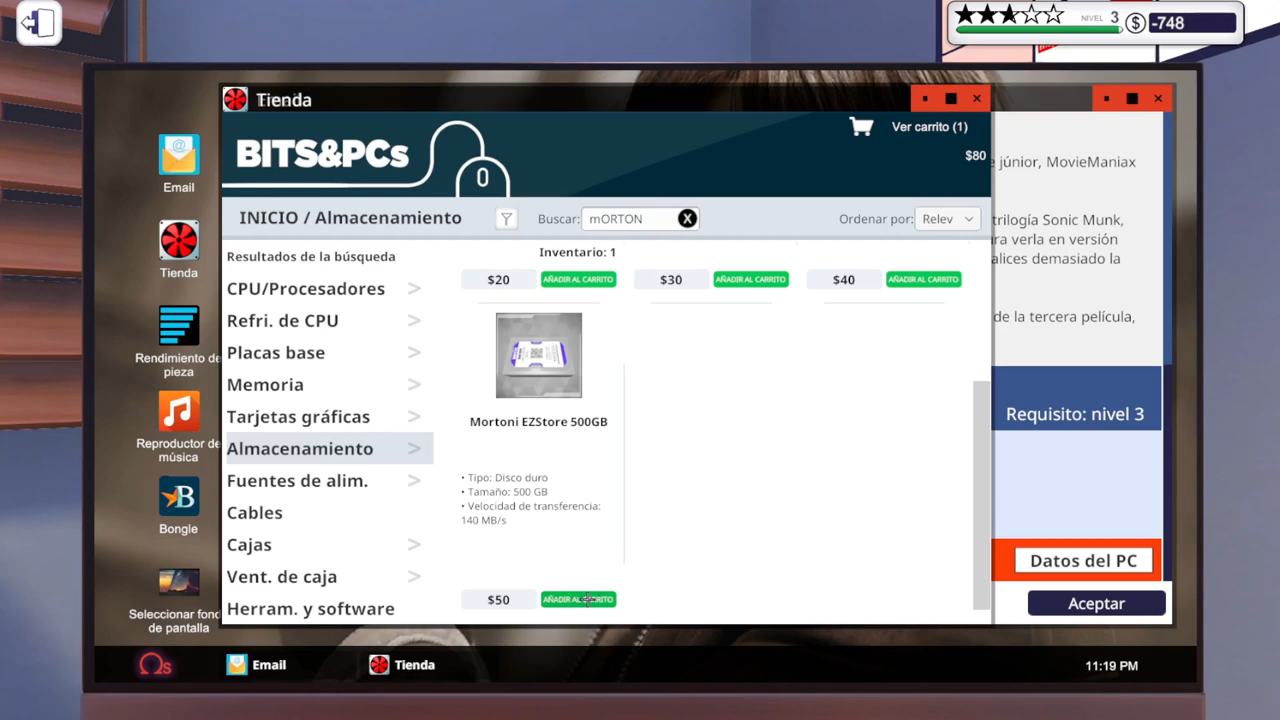 NIVEL 3
$ -748
Tienda
BITS&PCs
Ver carrito (1)
$80
INICIO / Almacenamiento
Buscar: mORTON X
Ordenar por: Relev
Resultados de la búsqueda
CPU/Procesadores
Refri. de CPU
Placas base
Memoria
Tarjetas gráficas
Almacenamiento
Fuentes de alim.
Cables
Cajas
Vent. de caja
Herram. y software
Inventario: 1
$20 AÑADIR AL CARRITO
$30 AÑADIR AL CARRITO
$40 AÑADIR AL CARRITO
Mortoni EZStore 500GB
• Tipo: Disco duro
• Tamaño: 500 GB
• Velocidad de transferencia:
140 MB/s
$50 AÑADIR AL CARRITO
e júnior, MovieManiax
trilogía Sonic Munk,
ra verla en versión
alices demasiado la
de la tercera película,
Requisito: nivel 3
Datos del PC
Aceptar
Email
Tienda
Rendimiento de
pieza
Reproductor de
música
Bongle
Seleccionar fond
de pantalla
Ωs
Email
Tienda
11:19 PM